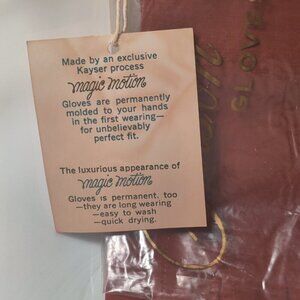 Made by an exclusive
Kayser process
magic motion
Gloves are permanently
molded to your hands
in the first wearing—
for unbelievably
perfect fit.
The luxurious appearance of
magic motion
Gloves is permanent, too
—they are long wearing
—easy to wash
—quick drying.
GLOVE